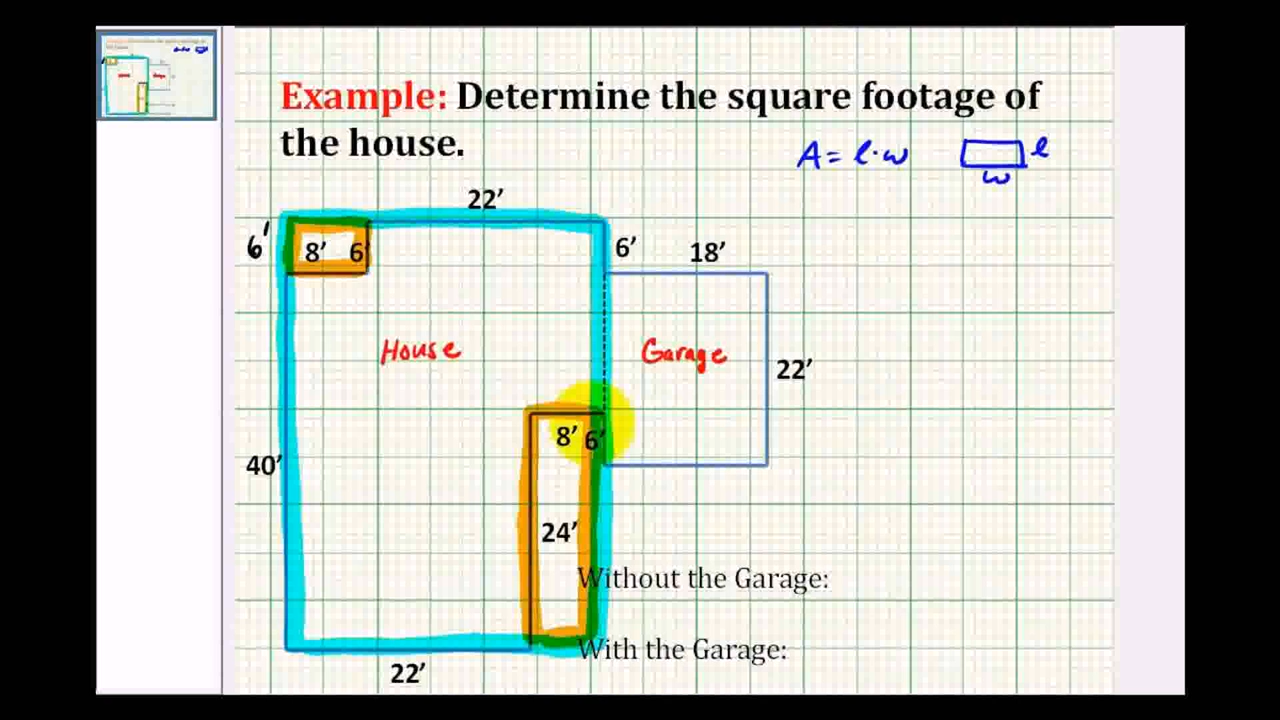 Example: Determine the square footage of
the house.
A = l·w
l
w
22'
6'
8' 6'
6'
18'
House
Garage
22'
8' 6'
40'
24'
Without the Garage:
With the Garage:
22'